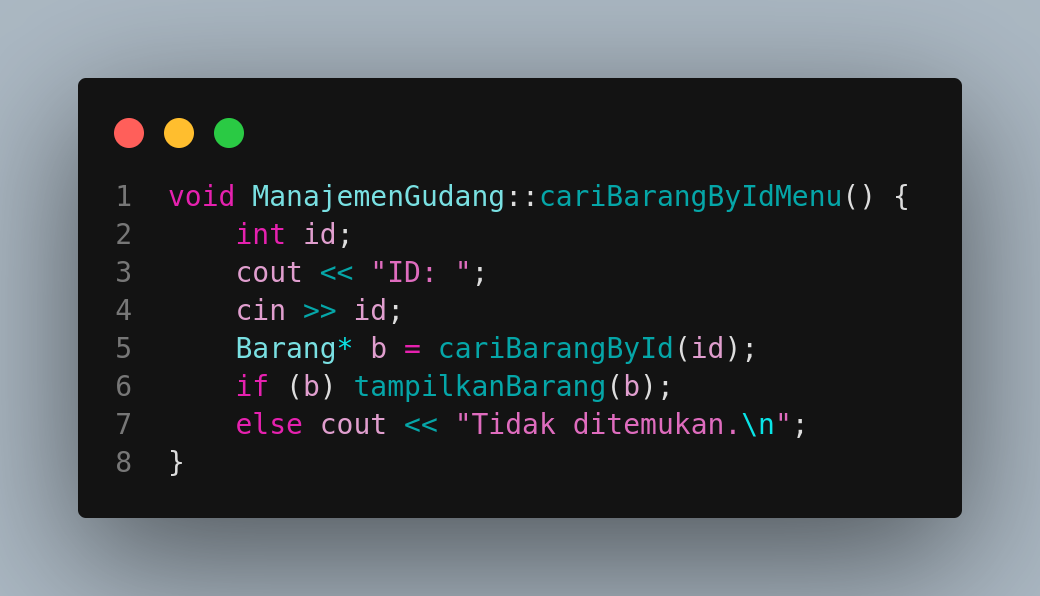 1 void ManajemenGudang::cariBarangByIdMenu() {
2     int id;
3     cout << "ID: ";
4     cin >> id;
5     Barang* b = cariBarangById(id);
6     if (b) tampilkanBarang(b);
7     else cout << "Tidak ditemukan.\n";
8 }